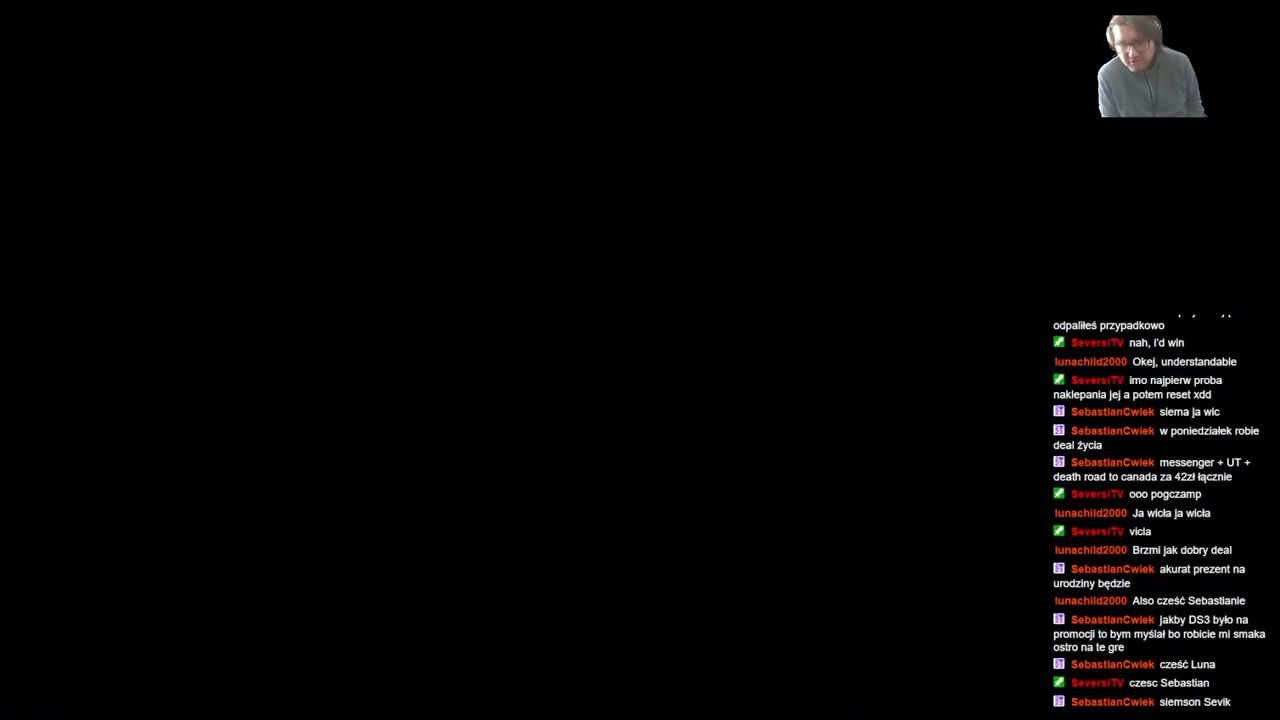 odpaliłeś przypadkowo
SeversiTV nah, i'd win
lunachild2000 Okej, understandable
SeversiTV imo najpierw proba
naklepania jej a potem reset xdd
SebastianCwiek siema ja wic
SebastianCwiek w poniedziałek robie
deal życia
SebastianCwiek messenger + UT +
death road to canada za 42zł łącznie
SeversiTV ooo pogczamp
lunachild2000 Ja wicła ja wicła
SeversiTV vicla
lunachild2000 Brzmi jak dobry deal
SebastianCwiek akurat prezent na
urodziny będzie
lunachild2000 Also cześć Sebastianie
SebastianCwiek jakby DS3 było na
promocji to bym myślał bo robicie mi smaka
ostro na te gre
SebastianCwiek cześć Luna
SeversiTV czesc Sebastian
SebastianCwiek siemson Sevik